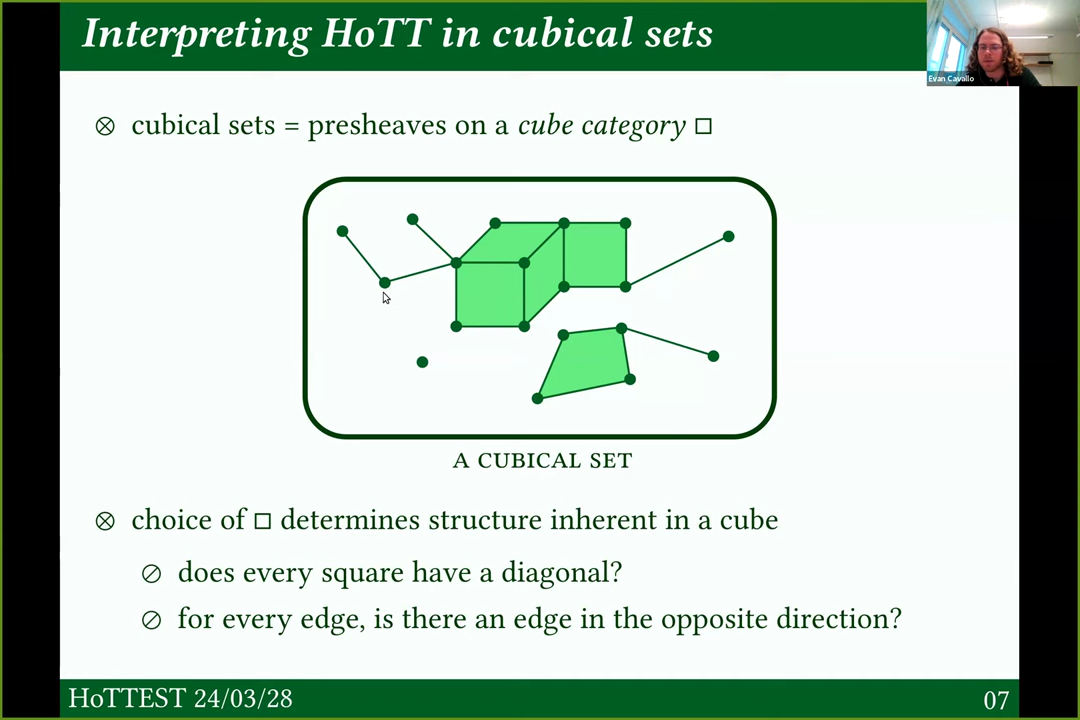 Interpreting HoTT in cubical sets
Evan Cavallo
⊗ cubical sets = presheaves on a cube category □
A CUBICAL SET
⊗ choice of □ determines structure inherent in a cube
⊘ does every square have a diagonal?
⊘ for every edge, is there an edge in the opposite direction?
HoTTEST 24/03/28
07